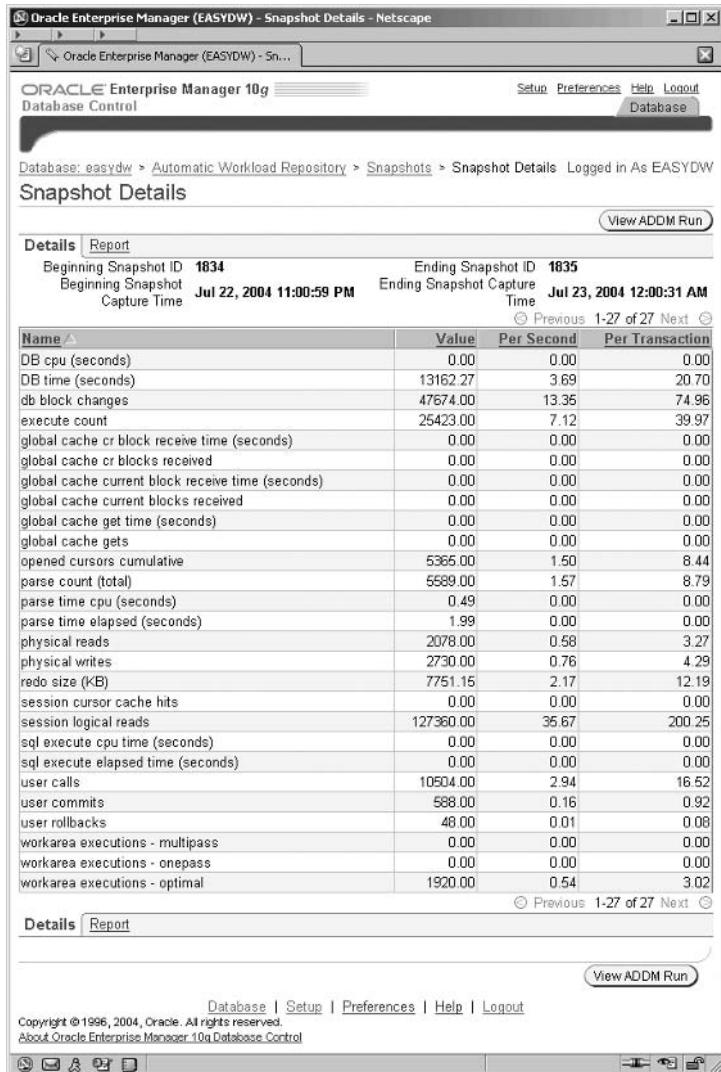 Oracle Enterprise Manager (EASYDW) - Snapshot Details - Netscape
Oracle Enterprise Manager (EASYDW) - Sn...
ORACLE Enterprise Manager 10g
Database Control
Setup Preferences Help Logout
Database
Database: easydw > Automatic Workload Repository > Snapshots > Snapshot Details Logged in As EASYDW
Snapshot Details
View ADDM Run
Details Report
Beginning Snapshot ID 1834 Ending Snapshot ID 1835
Beginning Snapshot Capture Time Jul 22, 2004 11:00:59 PM Ending Snapshot Capture Time Jul 23, 2004 12:00:31 AM
Previous 1-27 of 27 Next
Name Value Per Second Per Transaction
DB cpu (seconds) 0.00 0.00 0.00
DB time (seconds) 13162.27 3.69 20.70
db block changes 47674.00 13.35 74.96
execute count 25423.00 7.12 39.97
global cache cr block receive time (seconds) 0.00 0.00 0.00
global cache cr blocks received 0.00 0.00 0.00
global cache current block receive time (seconds) 0.00 0.00 0.00
global cache current blocks received 0.00 0.00 0.00
global cache get time (seconds) 0.00 0.00 0.00
global cache gets 0.00 0.00 0.00
opened cursors cumulative 5365.00 1.50 8.44
parse count (total) 5589.00 1.57 8.79
parse time cpu (seconds) 0.49 0.00 0.00
parse time elapsed (seconds) 1.99 0.00 0.00
physical reads 2078.00 0.58 3.27
physical writes 2730.00 0.76 4.29
redo size (KB) 7751.15 2.17 12.19
session cursor cache hits 0.00 0.00 0.00
session logical reads 127360.00 35.67 200.25
sql execute cpu time (seconds) 0.00 0.00 0.00
sql execute elapsed time (seconds) 0.00 0.00 0.00
user calls 10504.00 2.94 16.52
user commits 588.00 0.16 0.92
user rollbacks 48.00 0.01 0.08
workarea executions - multipass 0.00 0.00 0.00
workarea executions - onepass 0.00 0.00 0.00
workarea executions - optimal 1920.00 0.54 3.02
Previous 1-27 of 27 Next
Details Report
View ADDM Run
Database | Setup | Preferences | Help | Logout
Copyright © 1996, 2004, Oracle. All rights reserved.
About Oracle Enterprise Manager 10g Database Control